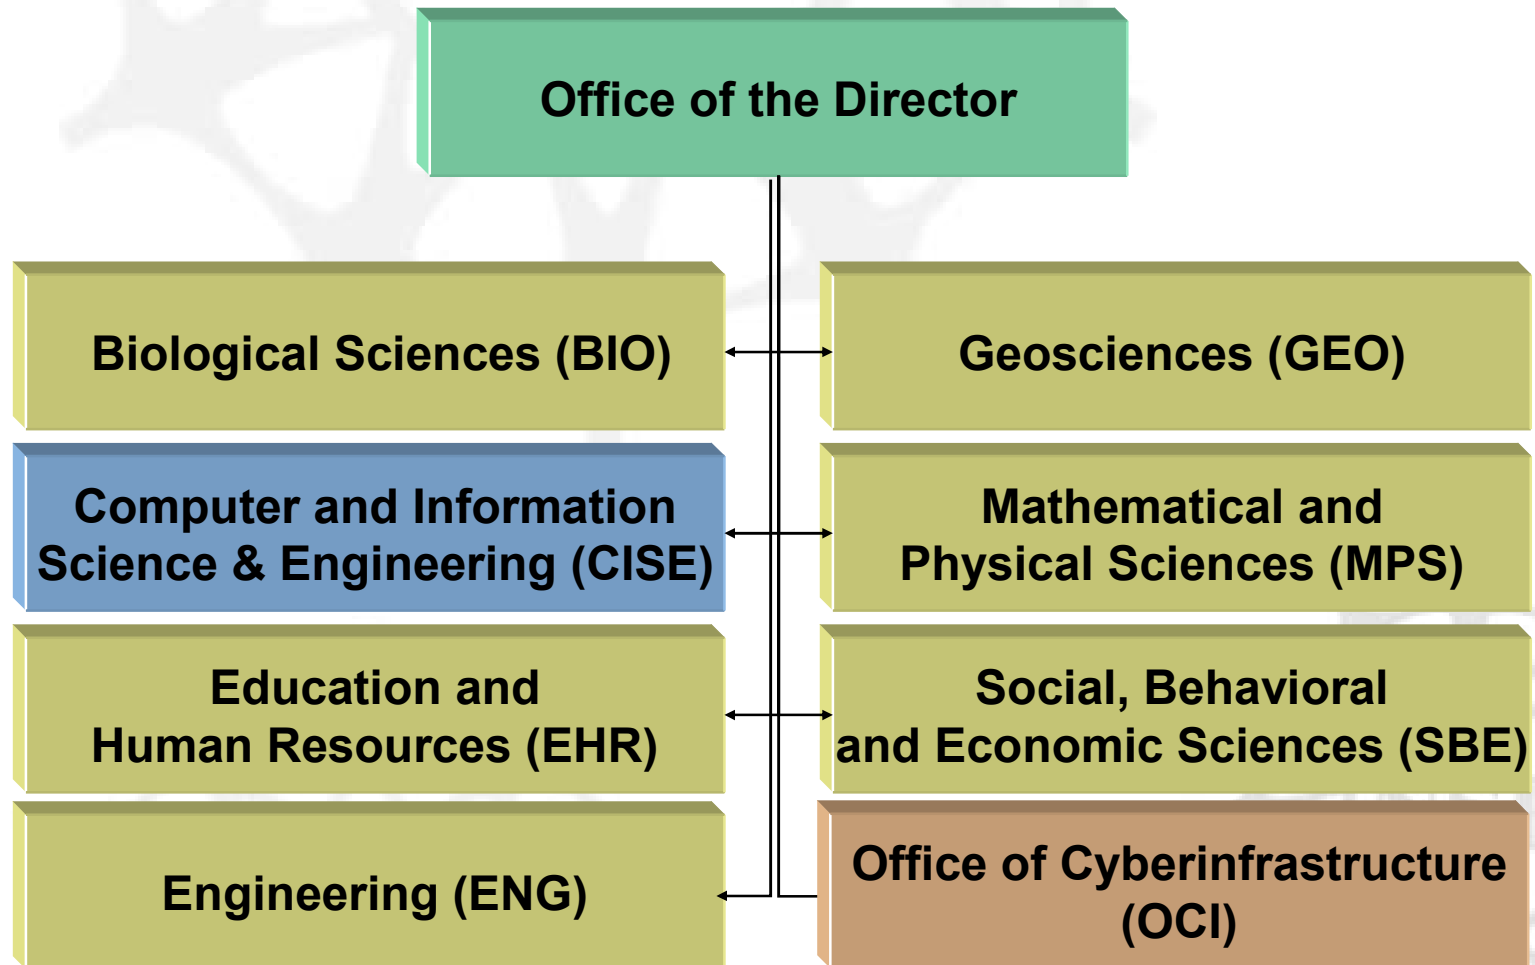 Office of the Director
Biological Sciences (BIO)
Geosciences (GEO)
Computer and Information
Science & Engineering (CISE)
Mathematical and
Physical Sciences (MPS)
Education and
Human Resources (EHR)
Social, Behavioral
and Economic Sciences (SBE)
Engineering (ENG)
Office of Cyberinfrastructure
(OCI)